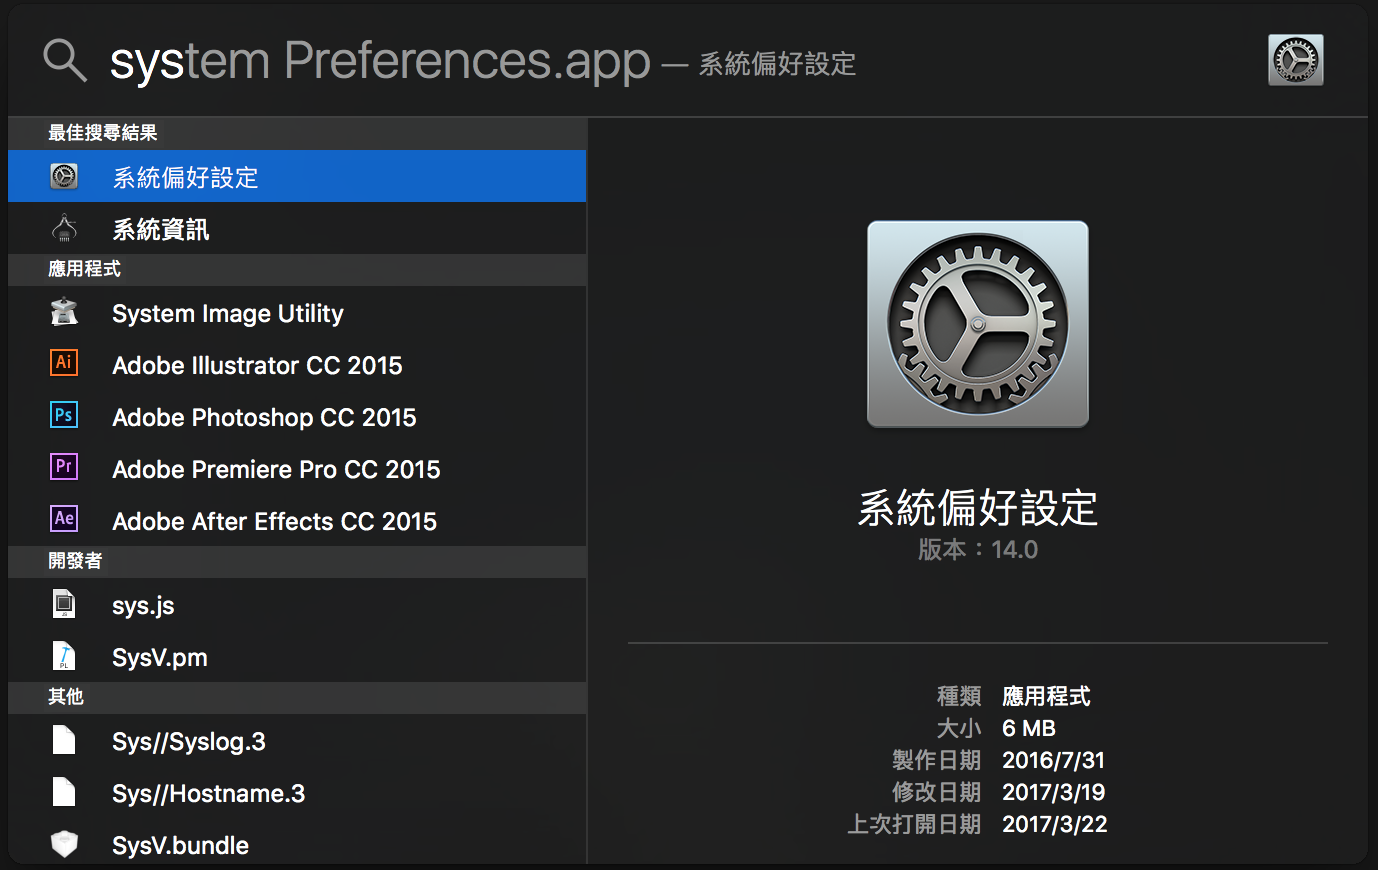 system Preferences.app — 系統偏好設定
最佳搜尋結果
系統偏好設定
系統資訊
應用程式
System Image Utility
Ai
Adobe Illustrator CC 2015
Ps
Adobe Photoshop CC 2015
Pr
Adobe Premiere Pro CC 2015
Ae
Adobe After Effects CC 2015
開發者
JS
sys.js
PL
SysV.pm
其他
Sys//Syslog.3
Sys//Hostname.3
SysV.bundle
系統偏好設定
版本：14.0
種類 應用程式
大小 6 MB
製作日期 2016/7/31
修改日期 2017/3/19
上次打開日期 2017/3/22